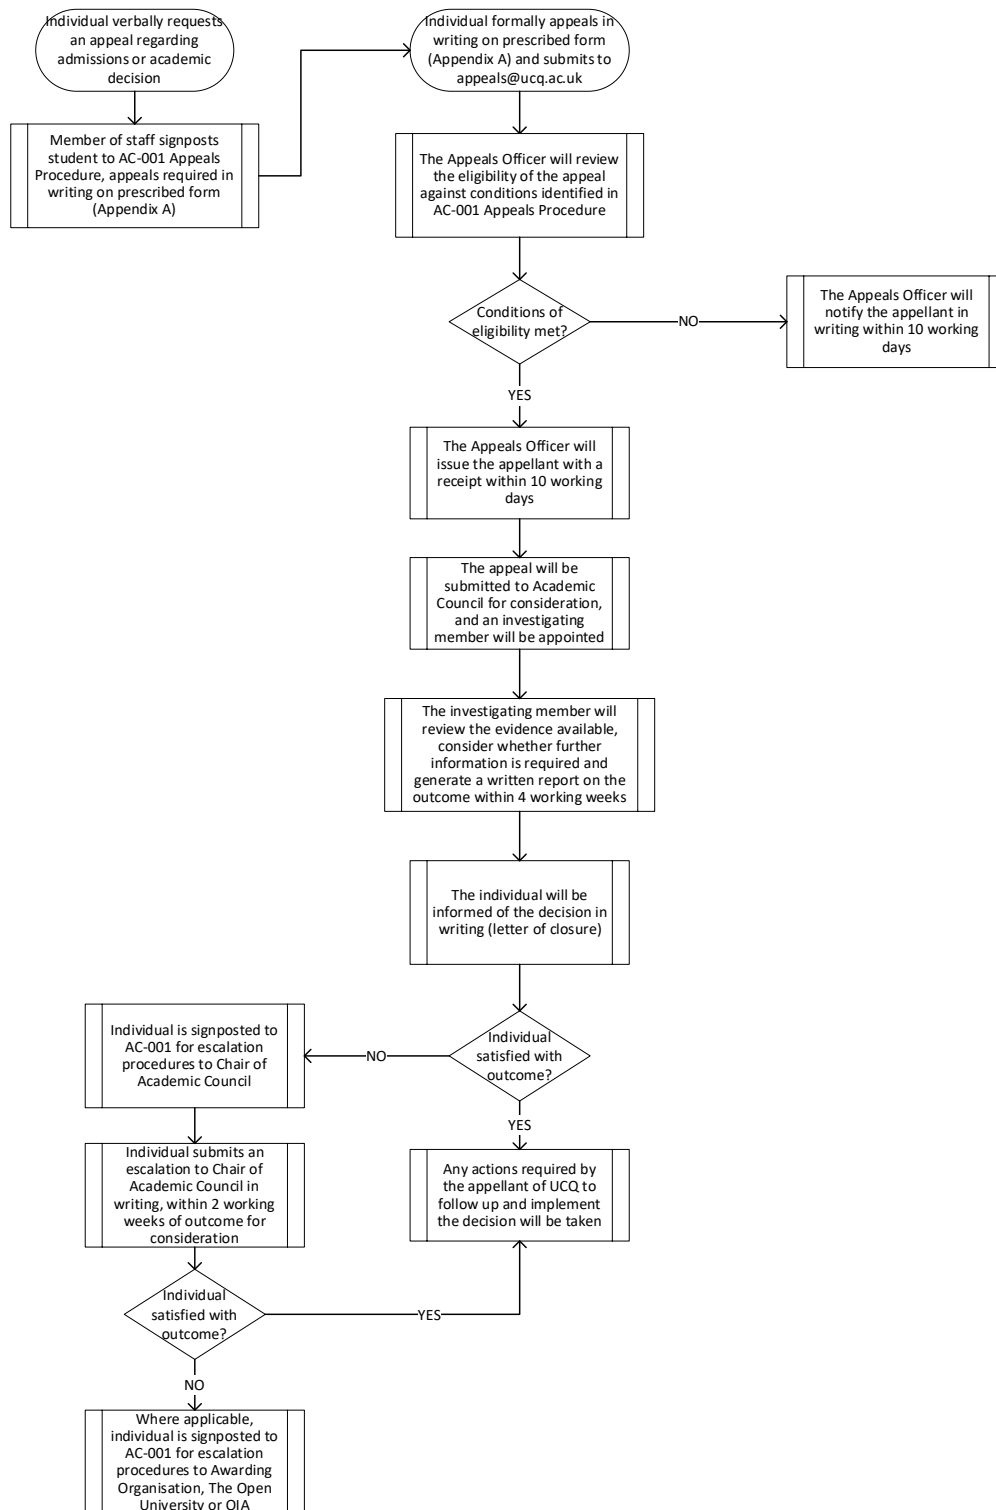 Individual verbally requests
an appeal regarding
admissions or academic
decision
Member of staff signposts
student to AC-001 Appeals
Procedure, appeals required in
writing on prescribed form
(Appendix A)
Individual formally appeals in
writing on prescribed form
(Appendix A) and submits to
appeals@ucq.ac.uk
The Appeals Officer will review
the eligibility of the appeal
against conditions identified in
AC-001 Appeals Procedure
Conditions of
eligibility met?
NO
The Appeals Officer will
notify the appellant in
writing within 10 working
days
YES
The Appeals Officer will
issue the appellant with a
receipt within 10 working
days
The appeal will be
submitted to Academic
Council for consideration,
and an investigating
member will be appointed
The investigating member will
review the evidence available,
consider whether further
information is required and
generate a written report on the
outcome within 4 working weeks
The individual will be
informed of the decision in
writing (letter of closure)
Individual
satisfied with
outcome?
NO
Individual is signposted to
AC-001 for escalation
procedures to Chair of
Academic Council
YES
Individual submits an
escalation to Chair of
Academic Council in
writing, within 2 working
weeks of outcome for
consideration
Any actions required by
the appellant of UCQ to
follow up and implement
the decision will be taken
Individual
satisfied with
outcome?
YES
NO
Where applicable,
individual is signposted to
AC-001 for escalation
procedures to Awarding
Organisation, The Open
University or OIA